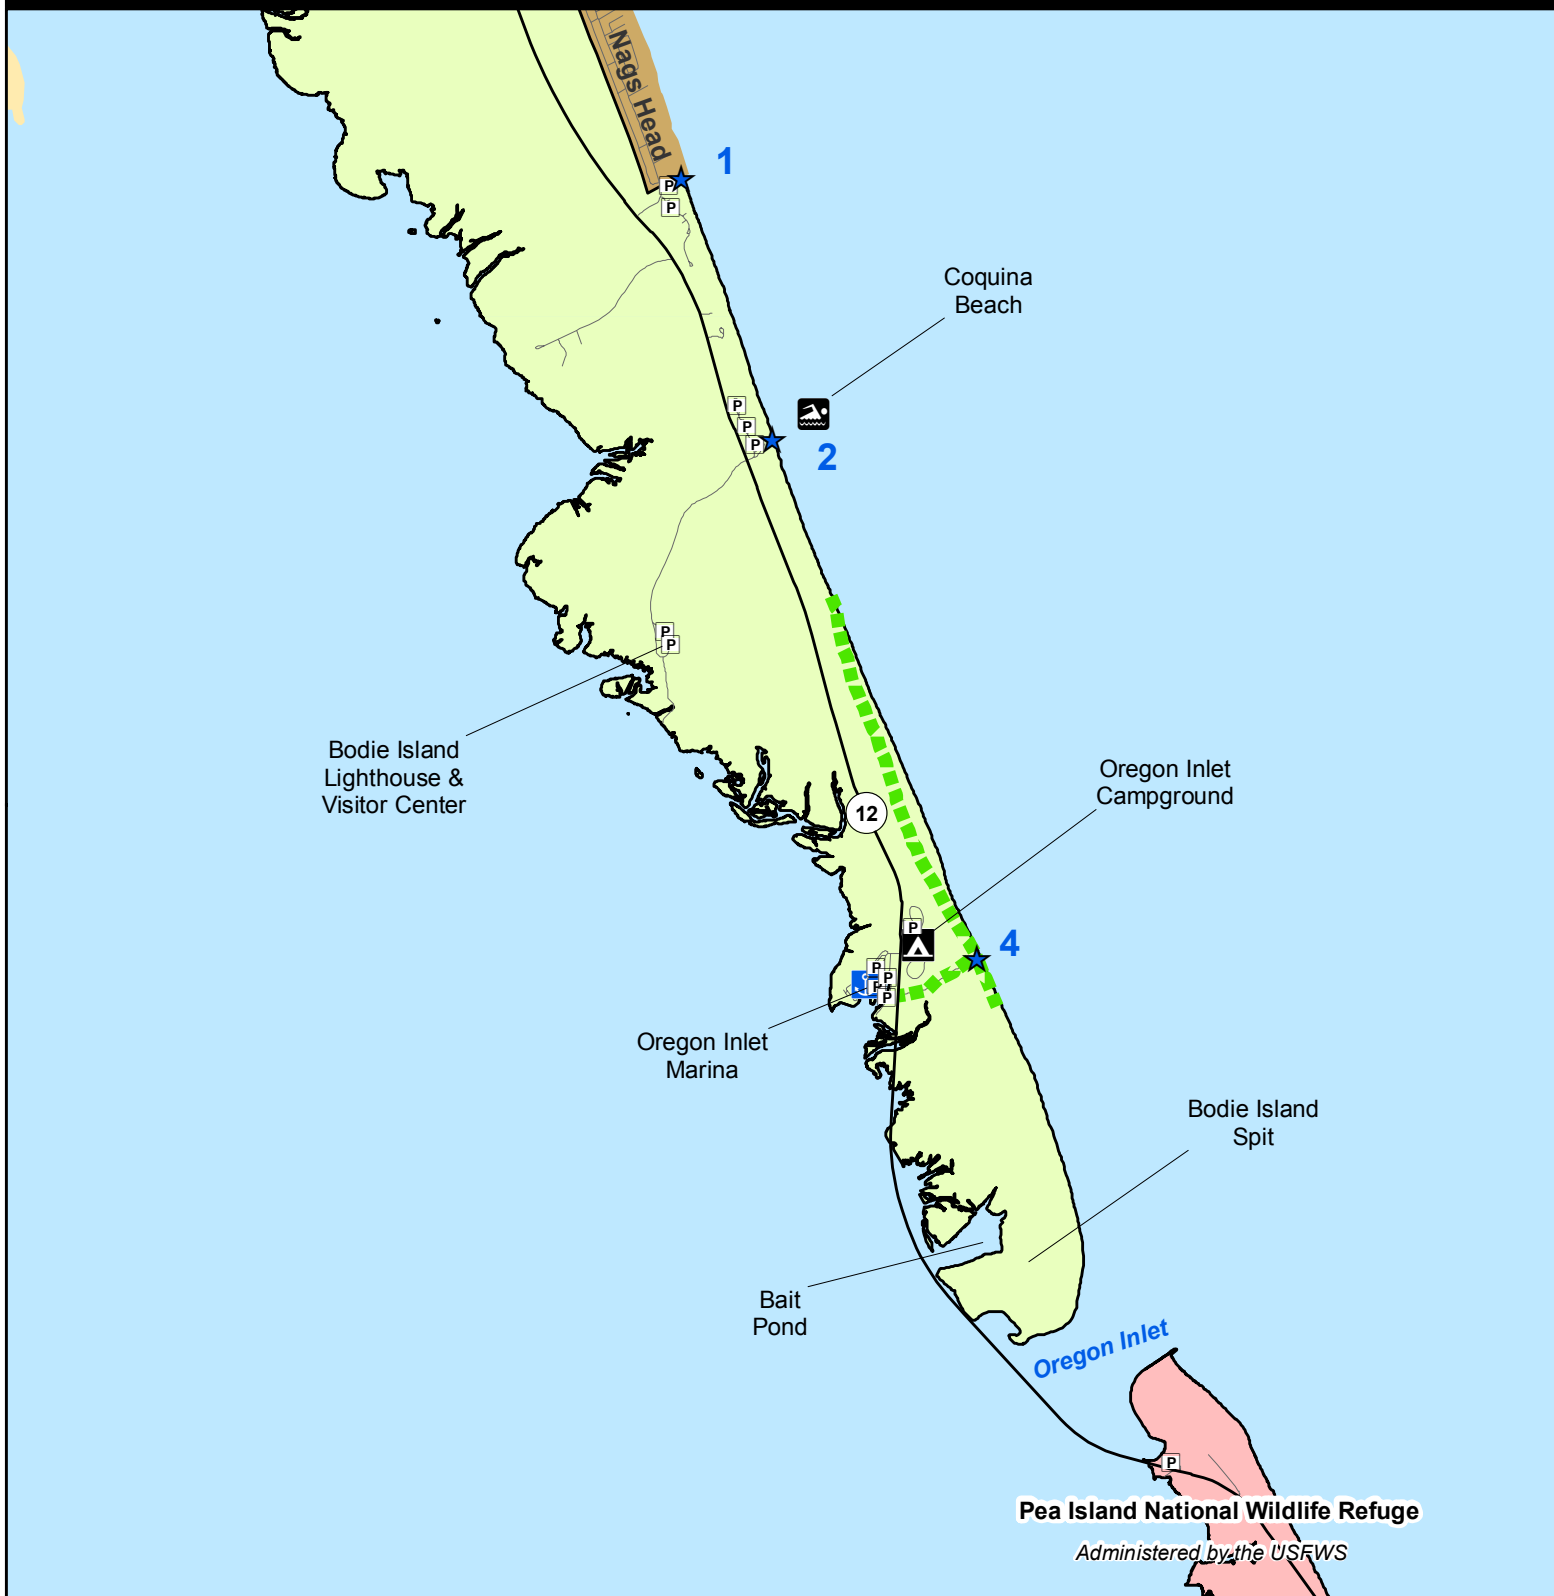 Nags Head
1
P
P
Coquina
Beach
P
P
P
2
P
P
Bodie Island
Lighthouse &
Visitor Center
12
Oregon Inlet
Campground
P
4
P
P
P
P
Oregon Inlet
Marina
Bodie Island
Spit
Bait
Pond
Oregon Inlet
P
Pea Island National Wildlife Refuge
Administered by the USFWS